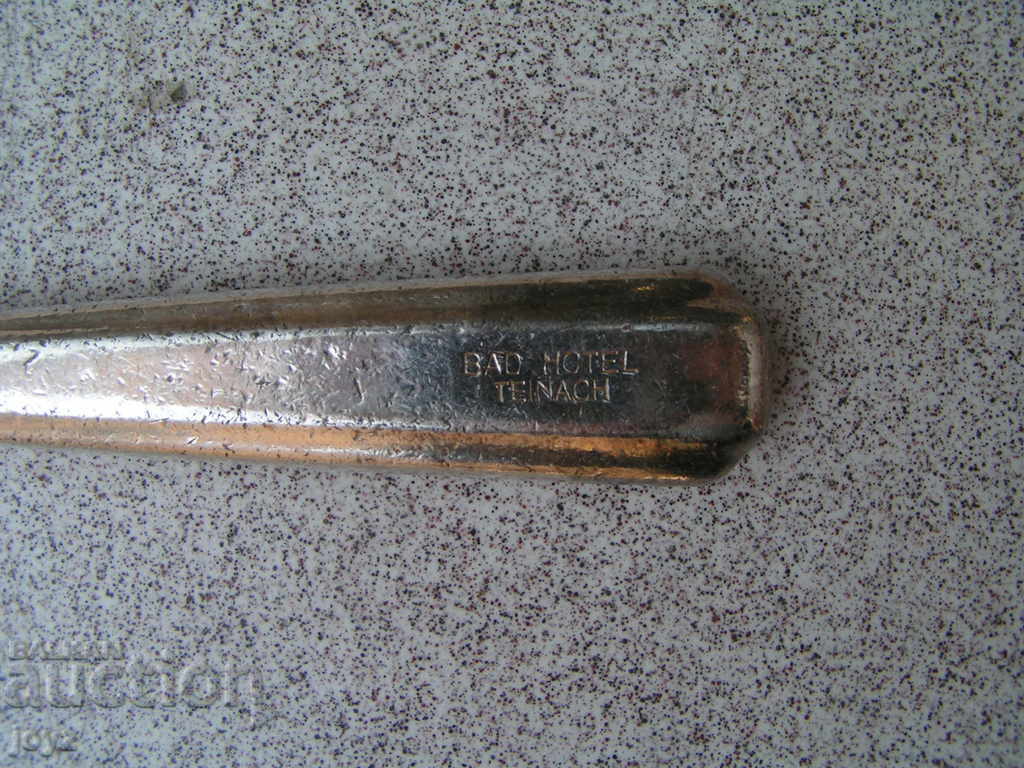 BAD HOTEL
TEINACH
BALKAN
auction
joyz